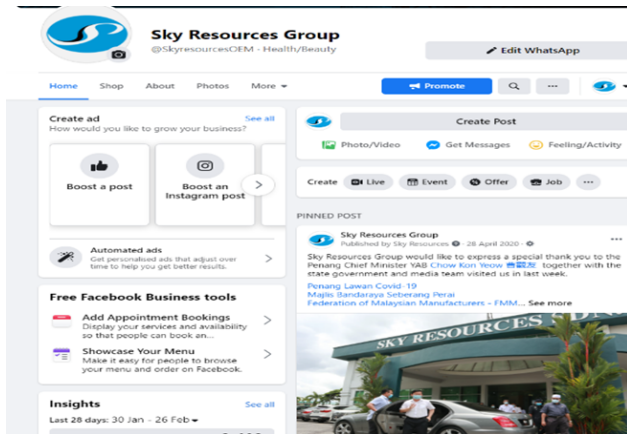 Sky Resources Group
@SkyresourcesOEM · Health/Beauty
Edit WhatsApp
Home Shop About Photos More
Promote
Create ad See all
How would you like to grow your business?
Boost a post
Boost an
Instagram post
Automated ads
Get personalised ads that adjust over
time to help you get better results.
Free Facebook Business tools
Add Appointment Bookings
Display your services and availability
so that people can book an...
Showcase Your Menu
Make it easy for people to browse
your menu and order on Facebook.
Insights See all
Last 28 days: 30 Jan - 26 Feb
Create Post
Photo/Video Get Messages Feeling/Activity
Create Live Event Offer Job
PINNED POST
Sky Resources Group
Published by Sky Resources · 28 April 2020 ·
Sky Resources Group would like to express a special thank you to the
Penang Chief Minister YAB Chow Kon Yeow together with the
state government and media team visited us in last week.
Penang Lawan Covid-19
Majlis Bandaraya Seberang Perai
Federation of Malaysian Manufacturers - FMM... See more
SKY RESOURCES